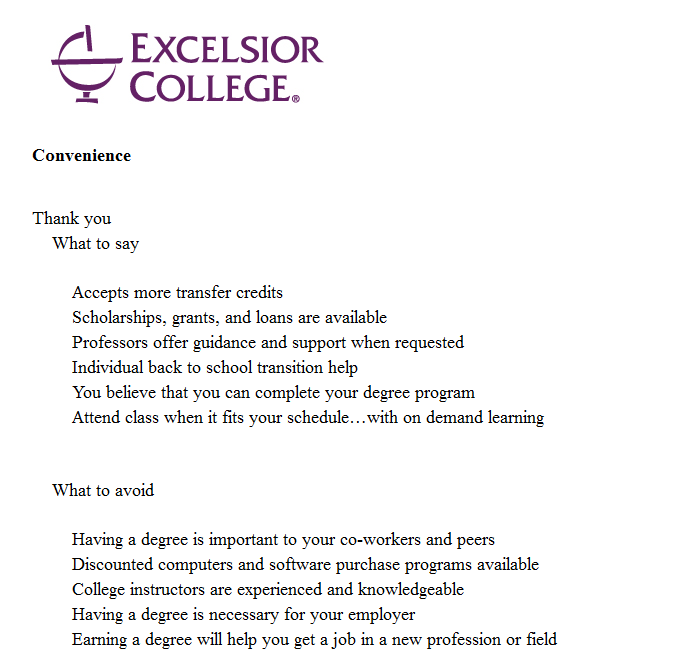 EXCELSIOR
COLLEGE®
Convenience
Thank you
What to say
Accepts more transfer credits
Scholarships, grants, and loans are available
Professors offer guidance and support when requested
Individual back to school transition help
You believe that you can complete your degree program
Attend class when it fits your schedule…with on demand learning
What to avoid
Having a degree is important to your co-workers and peers
Discounted computers and software purchase programs available
College instructors are experienced and knowledgeable
Having a degree is necessary for your employer
Earning a degree will help you get a job in a new profession or field